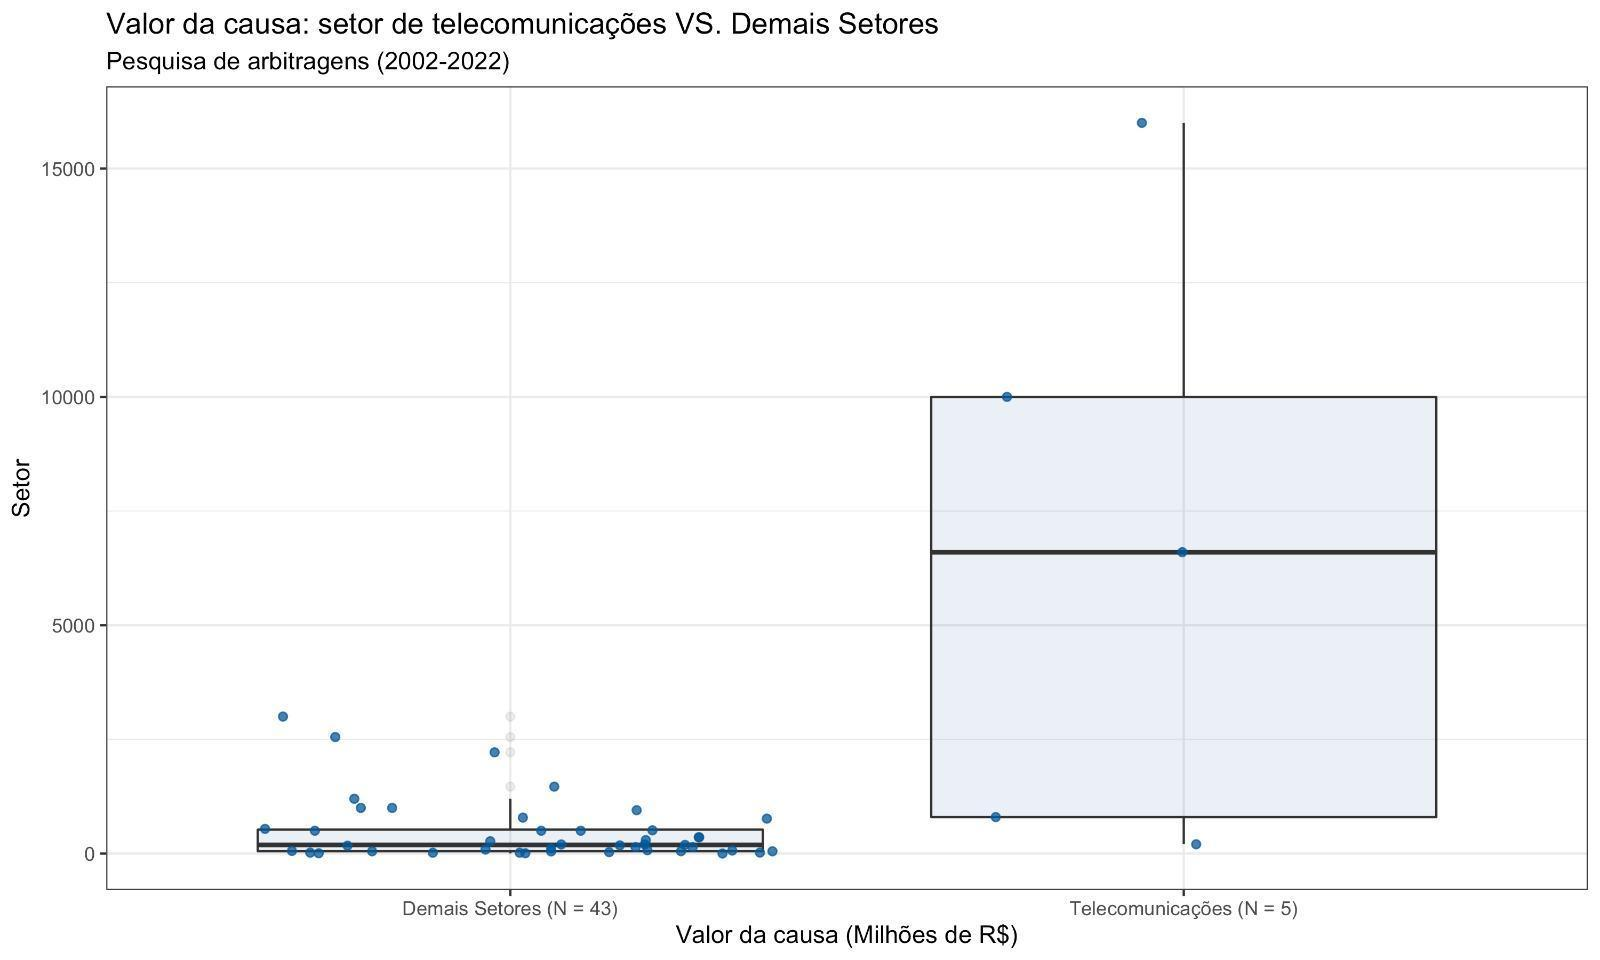 Valor da causa: setor de telecomunicações VS. Demais Setores
Pesquisa de arbitragens (2002-2022)
15000
10000
5000
0
Setor
Demais Setores (N = 43)
Telecomunicações (N = 5)
Valor da causa (Milhões de R$)